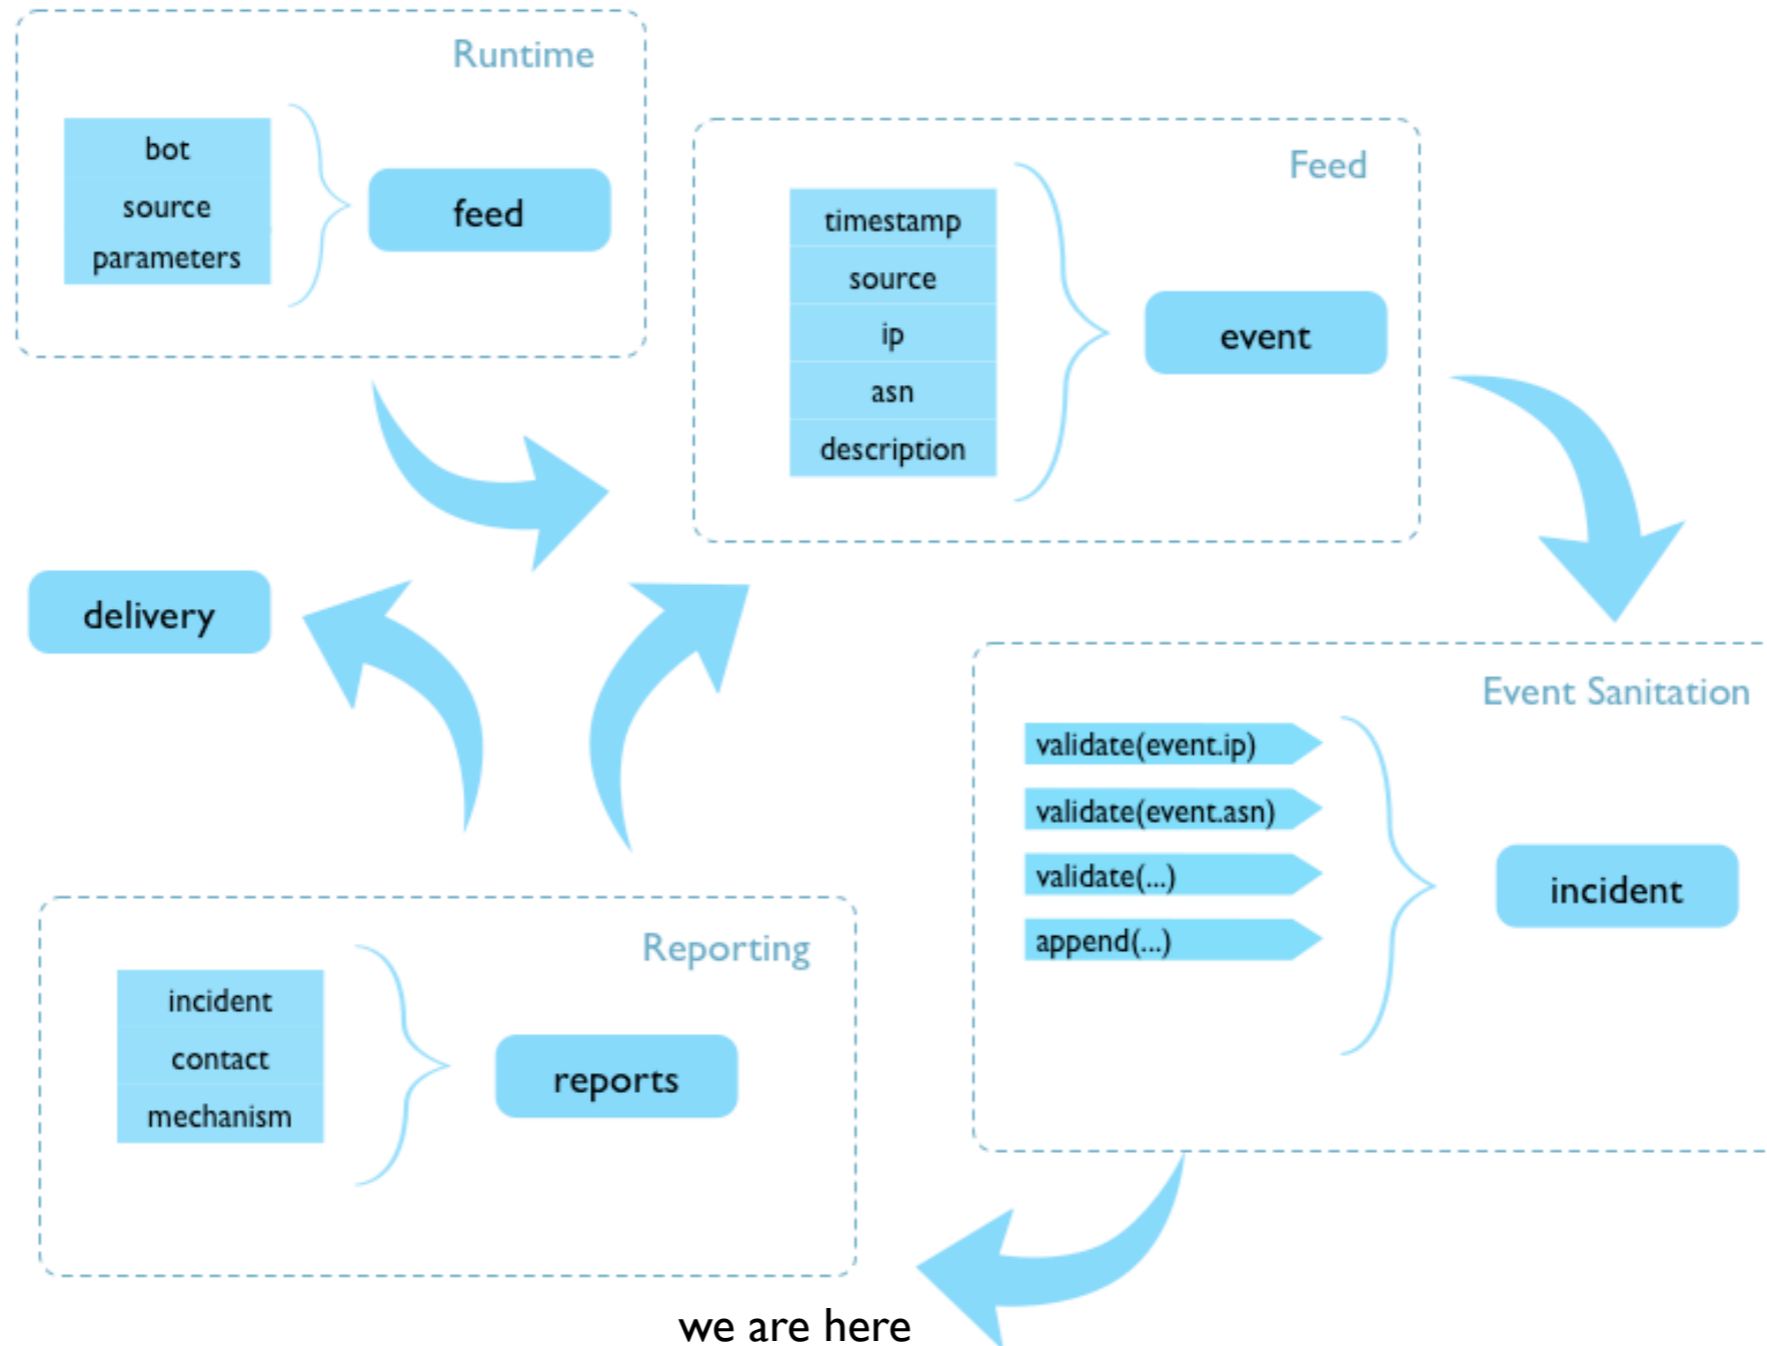 Runtime
bot
source
parameters
feed
Feed
timestamp
source
ip
asn
description
event
delivery
Event Sanitation
validate(event.ip)
validate(event.asn)
validate(...)
append(...)
incident
Reporting
incident
contact
mechanism
reports
we are here